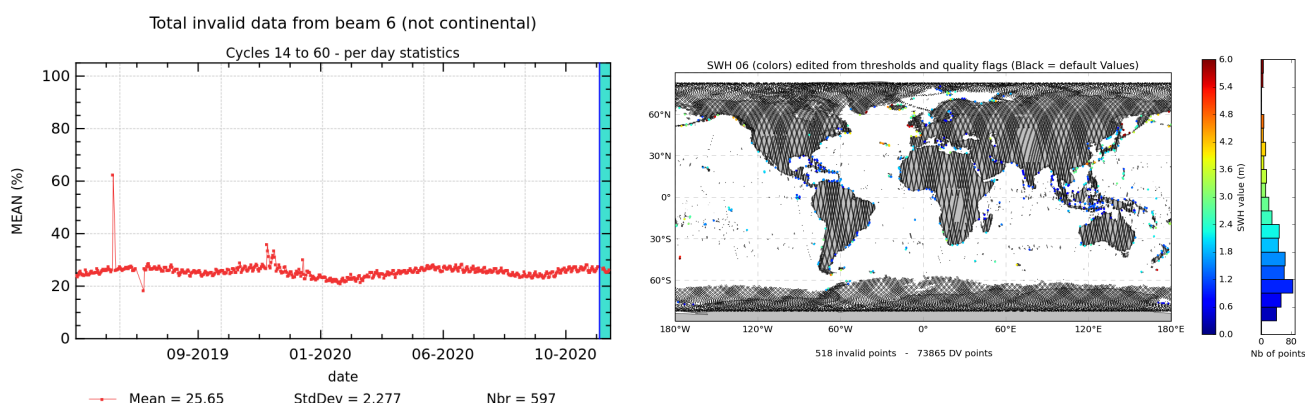 Total invalid data from beam 6 (not continental)
Cycles 14 to 60 - per day statistics
MEAN (%)
100
80
60
40
20
0
09-2019 01-2020 06-2020 10-2020
date
Mean = 25.65 StdDev = 2.277 Nbr = 597
SWH 06 (colors) edited from thresholds and quality flags (Black = default Values)
60°N
30°N
0°
30°S
60°S
180°W 120°W 60°W 0° 60°E 120°E 180°E
518 invalid points - 73865 DV points
6.0
5.4
4.8
4.2
3.6
3.0
2.4
1.8
1.2
0.6
0.0
SWH value (m)
0 80
Nb of points